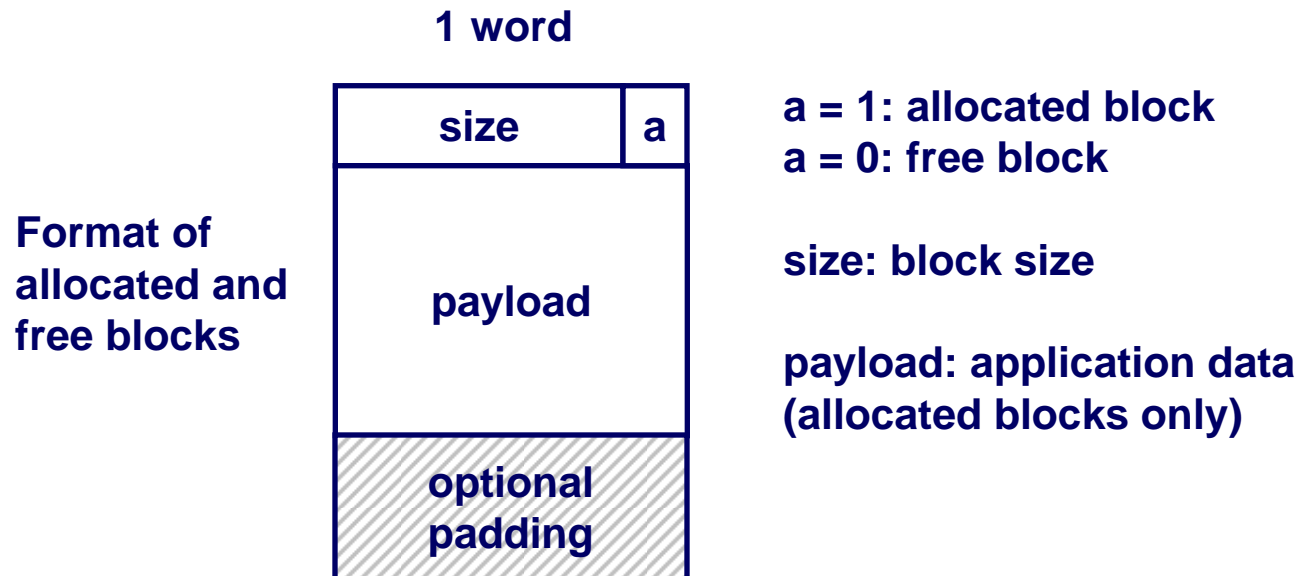 1 word
size
a
a = 1: allocated block
a = 0: free block
Format of
allocated and
free blocks
payload
size: block size
payload: application data
(allocated blocks only)
optional
padding